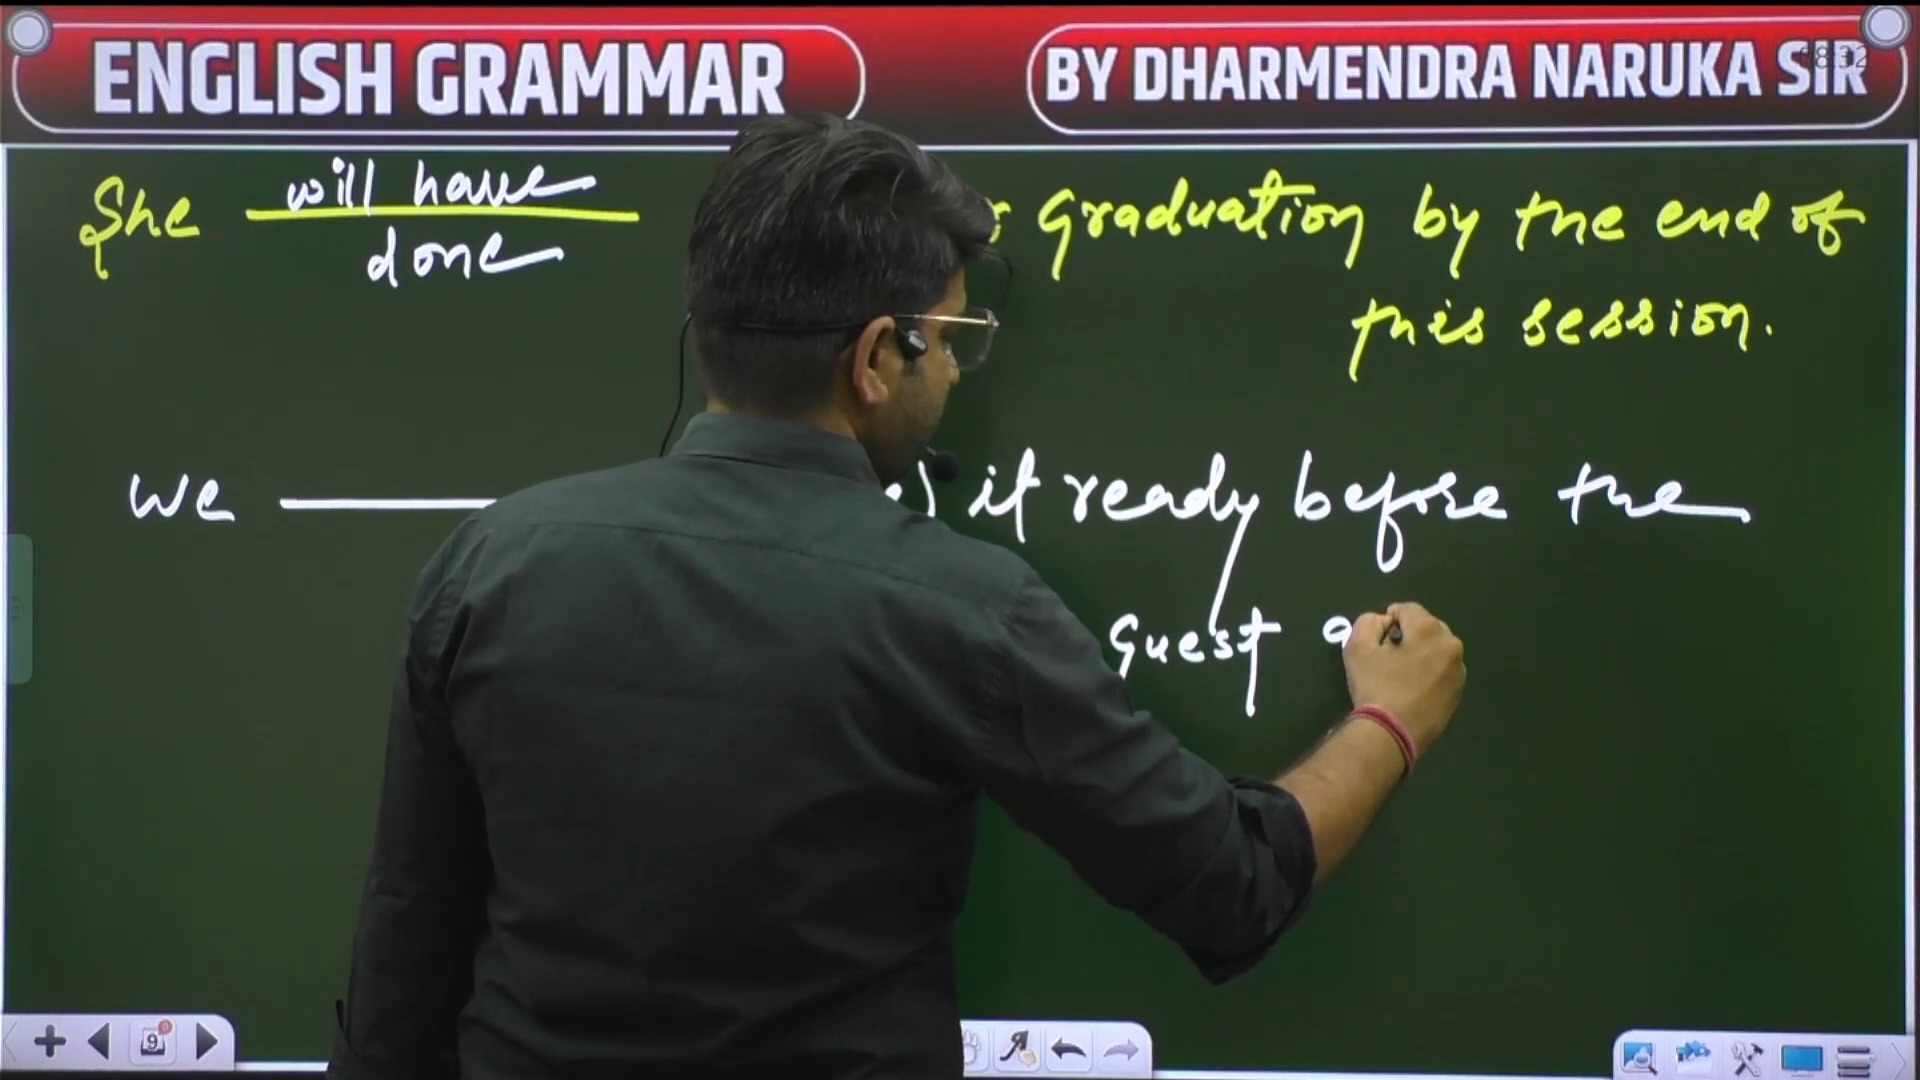 ENGLISH GRAMMAR
BY DHARMENDRA NARUKA SIR
She will have Graduation by the end of
done
this session.
we it ready before the
Guest